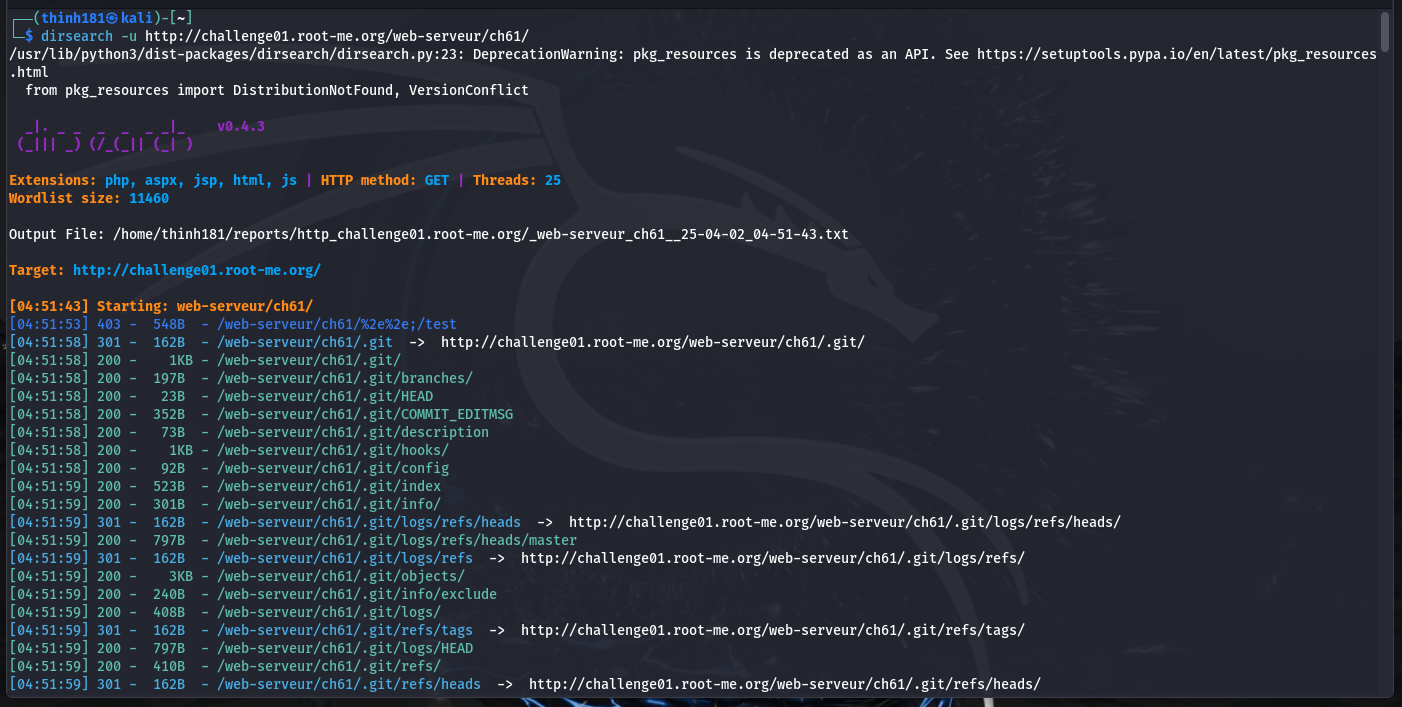 ┌──(thinh181㉿kali)-[~]
└─$ dirsearch -u http://challenge01.root-me.org/web-serveur/ch61/
/usr/lib/python3/dist-packages/dirsearch/dirsearch.py:23: DeprecationWarning: pkg_resources is deprecated as an API. See https://setuptools.pypa.io/en/latest/pkg_resources
.html
  from pkg_resources import DistributionNotFound, VersionConflict
  _|. _ _  _  _  _ _|_    v0.4.3
 (_||| _) (/_(_|| (_| )
Extensions: php, aspx, jsp, html, js | HTTP method: GET | Threads: 25
Wordlist size: 11460
Output File: /home/thinh181/reports/http_challenge01.root-me.org/_web-serveur_ch61__25-04-02_04-51-43.txt
Target: http://challenge01.root-me.org/
[04:51:43] Starting: web-serveur/ch61/
[04:51:53] 403 -  548B  - /web-serveur/ch61/%2e%2e;/test
[04:51:58] 301 -  162B  - /web-serveur/ch61/.git  ->  http://challenge01.root-me.org/web-serveur/ch61/.git/
[04:51:58] 200 -    1KB - /web-serveur/ch61/.git/
[04:51:58] 200 -  197B  - /web-serveur/ch61/.git/branches/
[04:51:58] 200 -   23B  - /web-serveur/ch61/.git/HEAD
[04:51:58] 200 -  352B  - /web-serveur/ch61/.git/COMMIT_EDITMSG
[04:51:58] 200 -   73B  - /web-serveur/ch61/.git/description
[04:51:58] 200 -    1KB - /web-serveur/ch61/.git/hooks/
[04:51:58] 200 -   92B  - /web-serveur/ch61/.git/config
[04:51:59] 200 -  523B  - /web-serveur/ch61/.git/index
[04:51:59] 200 -  301B  - /web-serveur/ch61/.git/info/
[04:51:59] 301 -  162B  - /web-serveur/ch61/.git/logs/refs/heads  ->  http://challenge01.root-me.org/web-serveur/ch61/.git/logs/refs/heads/
[04:51:59] 200 -  797B  - /web-serveur/ch61/.git/logs/refs/heads/master
[04:51:59] 301 -  162B  - /web-serveur/ch61/.git/logs/refs  ->  http://challenge01.root-me.org/web-serveur/ch61/.git/logs/refs/
[04:51:59] 200 -    3KB - /web-serveur/ch61/.git/objects/
[04:51:59] 200 -  240B  - /web-serveur/ch61/.git/info/exclude
[04:51:59] 200 -  408B  - /web-serveur/ch61/.git/logs/
[04:51:59] 301 -  162B  - /web-serveur/ch61/.git/refs/tags  ->  http://challenge01.root-me.org/web-serveur/ch61/.git/refs/tags/
[04:51:59] 200 -  797B  - /web-serveur/ch61/.git/logs/HEAD
[04:51:59] 200 -  410B  - /web-serveur/ch61/.git/refs/
[04:51:59] 301 -  162B  - /web-serveur/ch61/.git/refs/heads  ->  http://challenge01.root-me.org/web-serveur/ch61/.git/refs/heads/